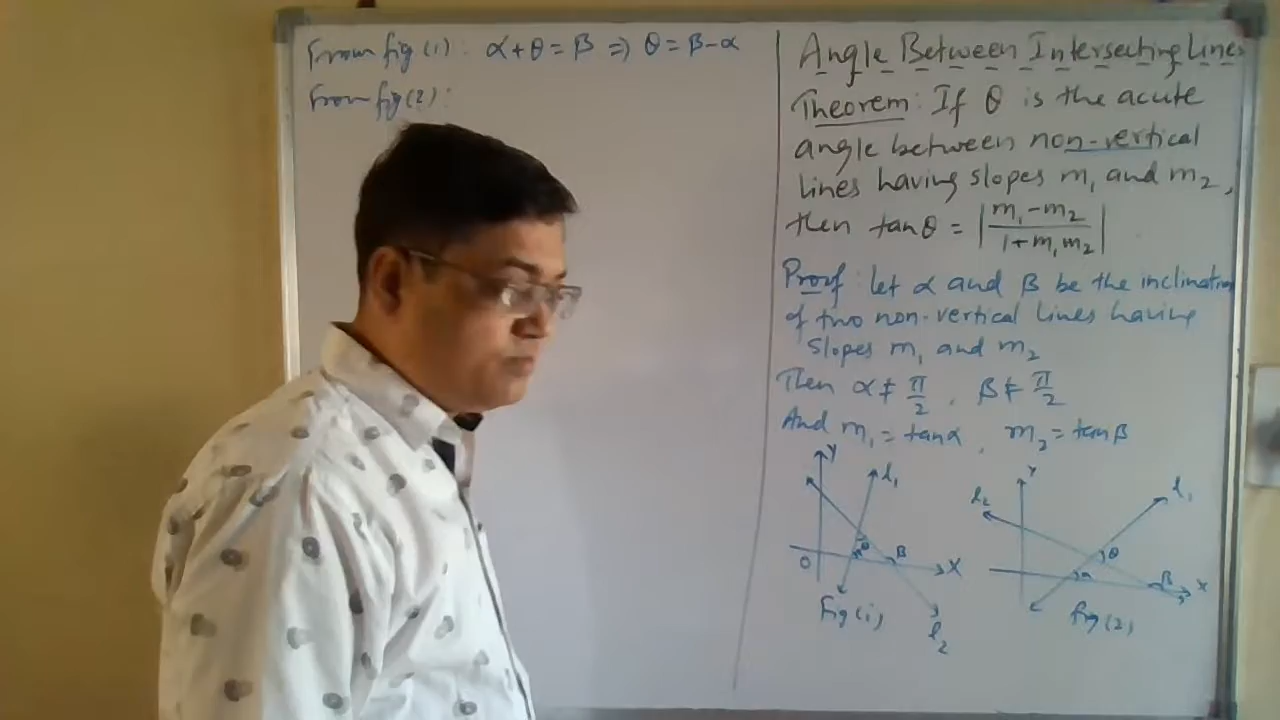 From fig (1): α+θ = β ⇒ θ = β-α
From fig(2):
Angle Between Intersecting Lines
Theorem: If θ is the acute
angle between non-vertical
lines having slopes m₁ and m₂,
then tanθ = |(m₁-m₂)/(1+m₁m₂)|
Proof: let α and β be the inclination
of two non-vertical lines having
slopes m₁ and m₂
Then α ≠ π/2, β ≠ π/2
And m₁ = tanα, m₂ = tanβ
Y l₁
θ β
α
O X
Fig(1)
l₂
Y l₁
l₂
θ
α β X
fig(2)